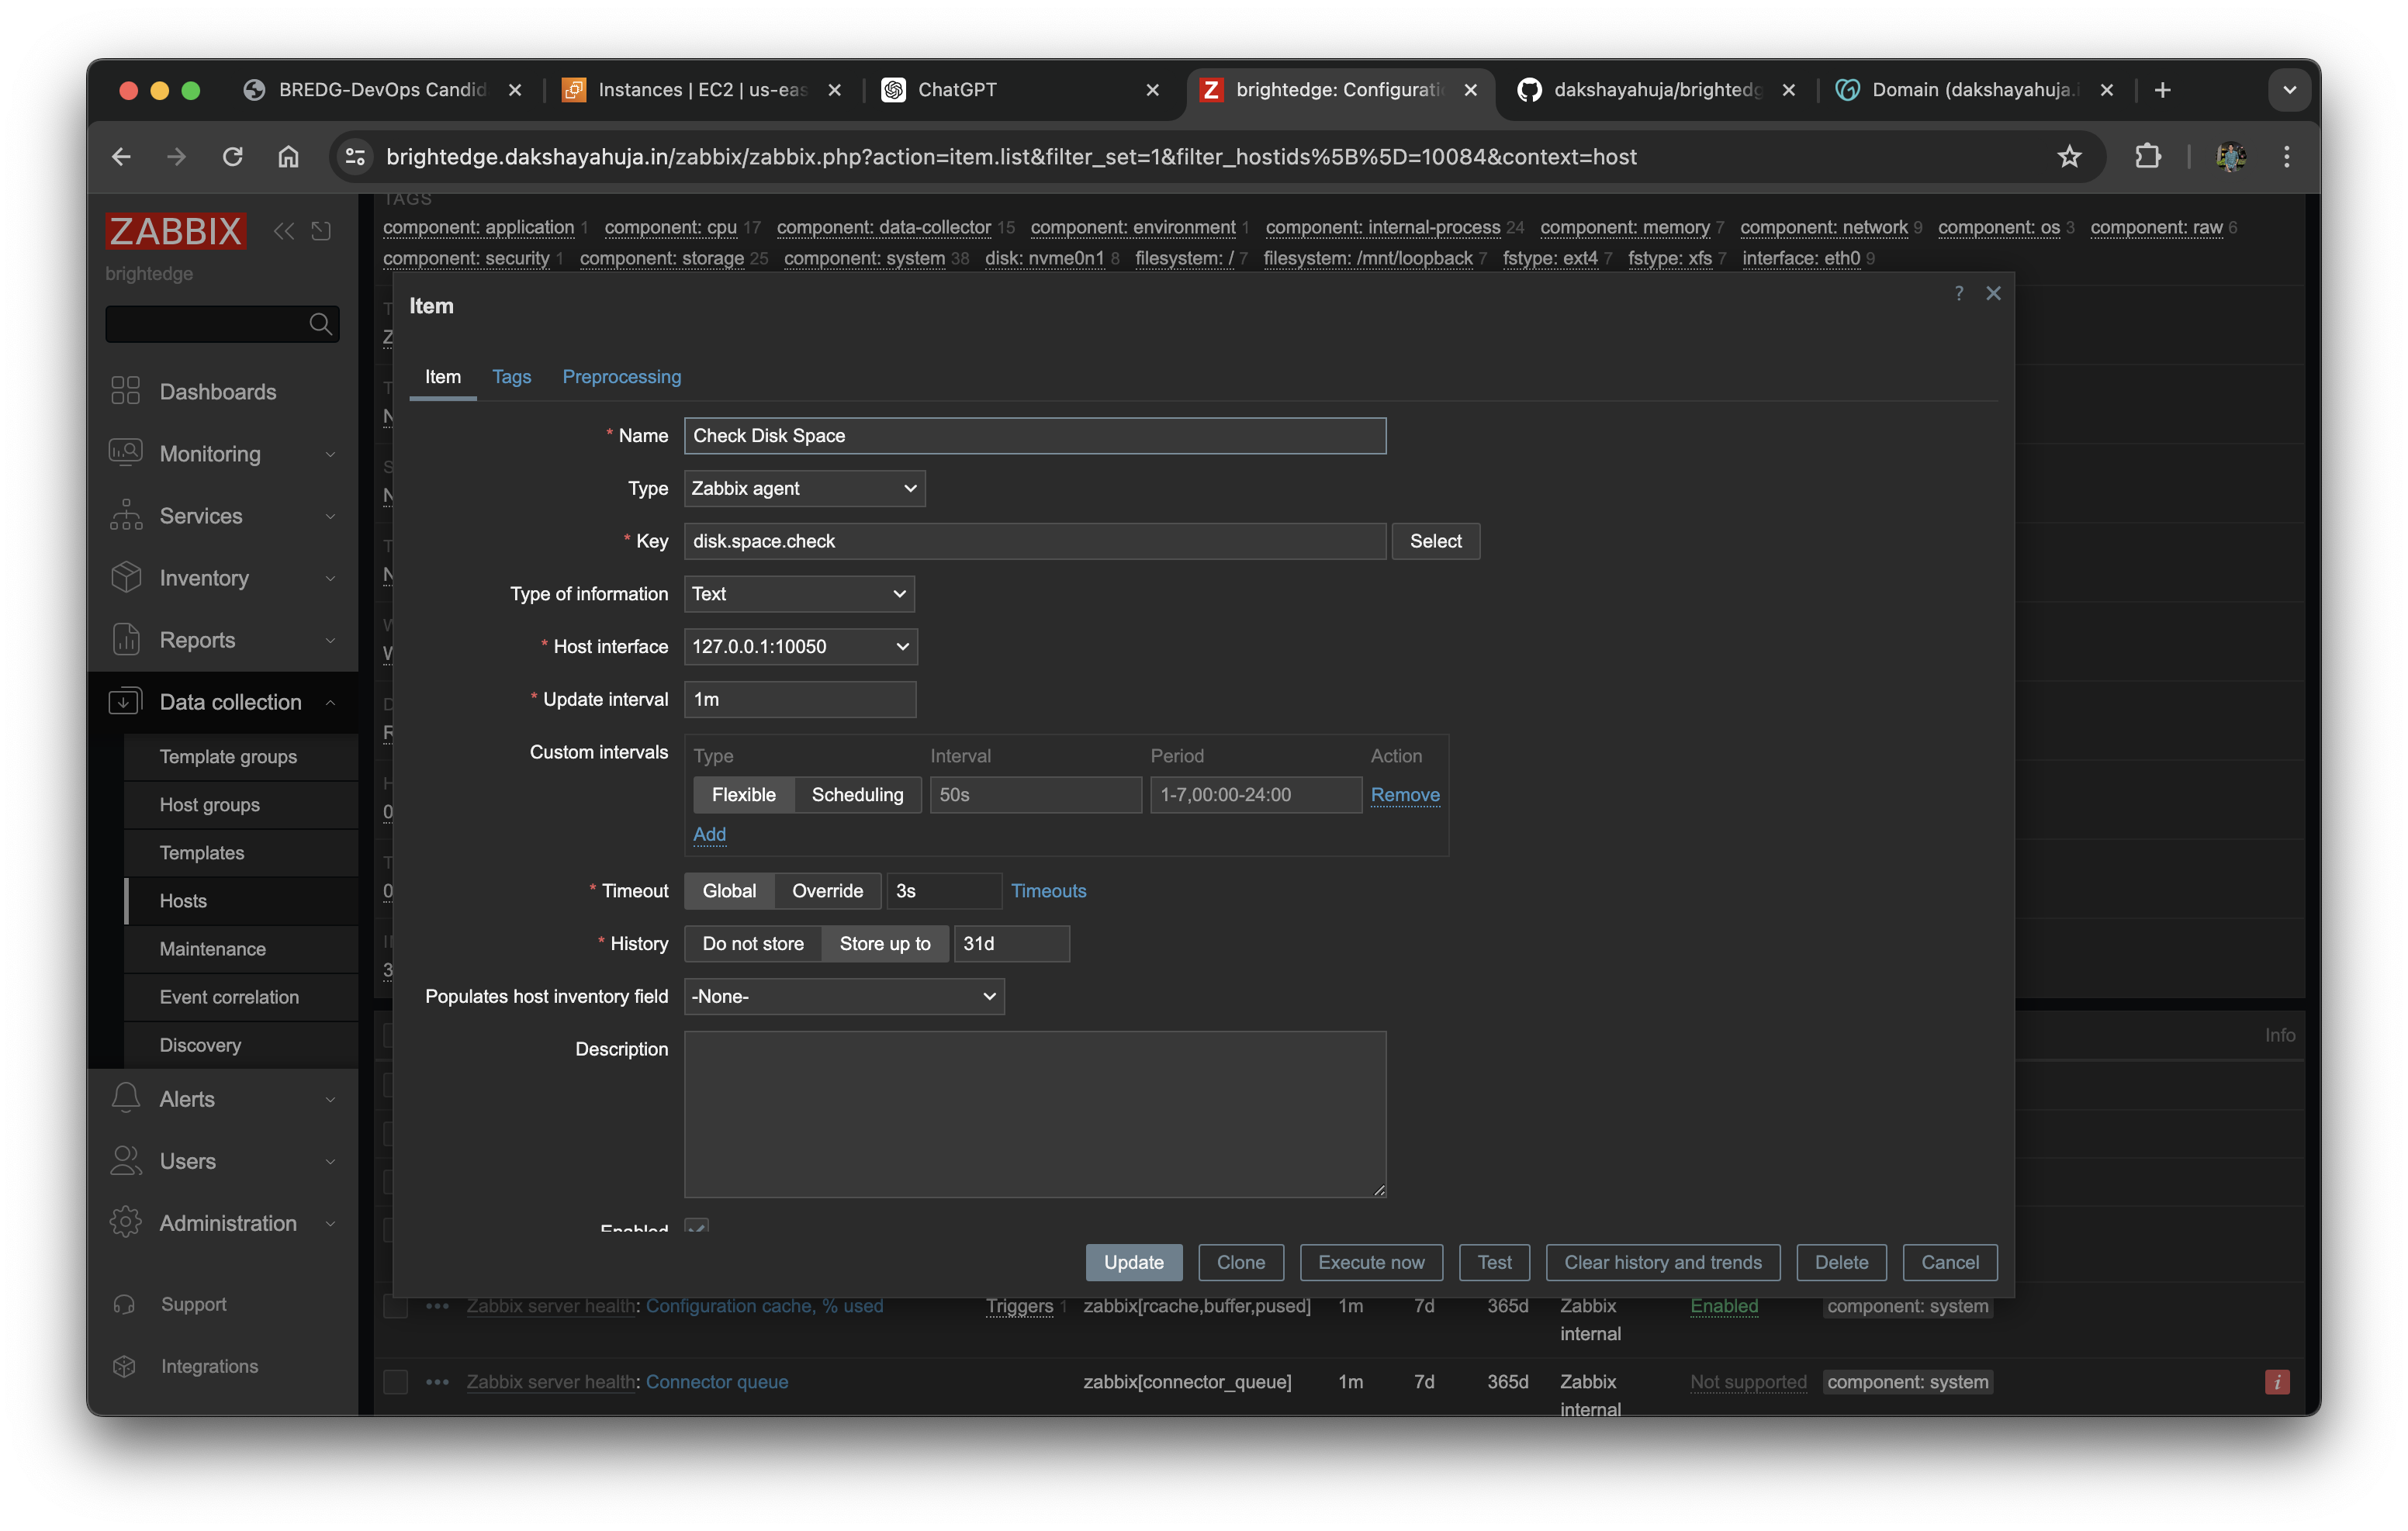 BREDG-DevOps Candid
Instances | EC2 | us-eas
ChatGPT
brightedge: Configurati
dakshayahuja/brightedg
Domain (dakshayahuja.i
brightedge.dakshayahuja.in/zabbix/zabbix.php?action=item.list&filter_set=1&filter_hostids%5B%5D=10084&context=host
ZABBIX
brightedge
Dashboards
Monitoring
Services
Inventory
Reports
Data collection
Template groups
Host groups
Templates
Hosts
Maintenance
Event correlation
Discovery
Alerts
Users
Administration
Support
Integrations
TAGS
component: application 1 component: cpu 17 component: data-collector 15 component: environment 1 component: internal-process 24 component: memory 7 component: network 9 component: os 3 component: raw 6
component: security 1 component: storage 25 component: system 38 disk: nvme0n1 8 filesystem: / 7 filesystem: /mnt/loopback 7 fstype: ext4 7 fstype: xfs 7 interface: eth0 9
Item
?
Item Tags Preprocessing
* Name Check Disk Space
Type Zabbix agent
* Key disk.space.check Select
Type of information Text
* Host interface 127.0.0.1:10050
* Update interval 1m
Custom intervals Type Interval Period Action
Flexible Scheduling 50s 1-7,00:00-24:00 Remove
Add
* Timeout Global Override 3s Timeouts
* History Do not store Store up to 31d
Populates host inventory field -None-
Description
Enabled
Update Clone Execute now Test Clear history and trends Delete Cancel
Info
Zabbix server health: Configuration cache, % used Triggers 1 zabbix[rcache,buffer,pused] 1m 7d 365d Zabbix internal Enabled component: system
Zabbix server health: Connector queue zabbix[connector_queue] 1m 7d 365d Zabbix internal Not supported component: system i